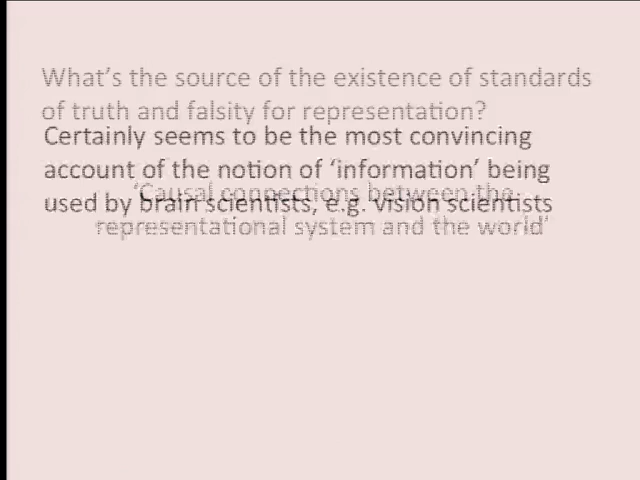 What's the source of the existence of standards
of truth and falsity for representation?
Certainly seems to be the most convincing
account of the notion of 'information' being
'Causal connections between the
used by brain scientists, e.g. vision scientists
representational system and the world'